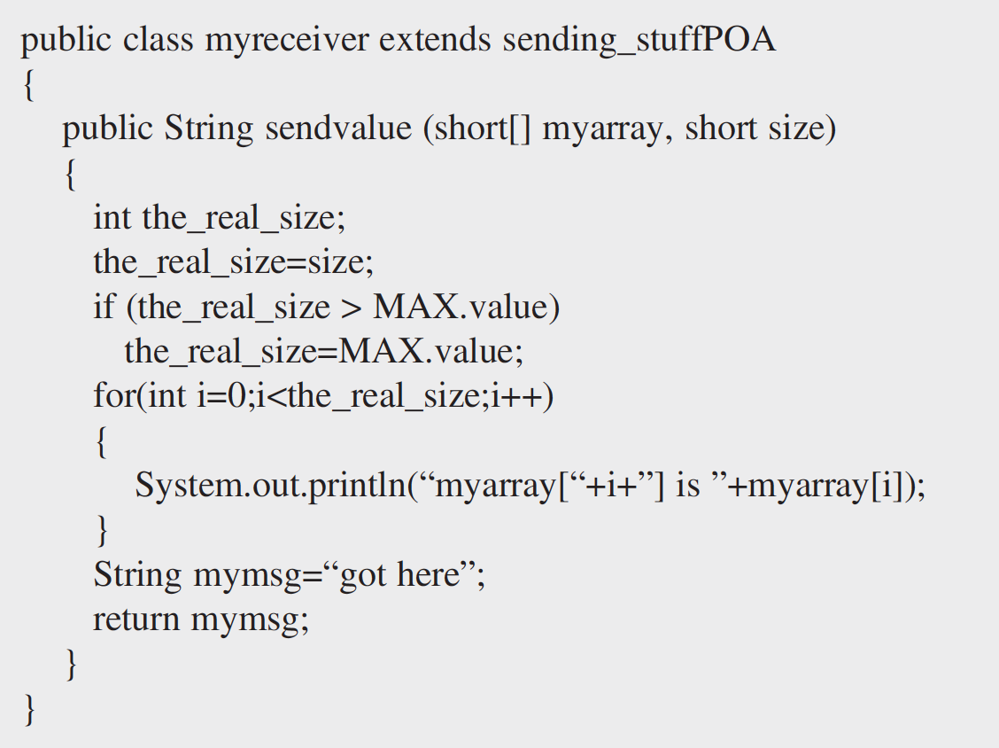 public class myreceiver extends sending_stuffPOA
{
public String sendvalue (short[] myarray, short size)
{
int the_real_size;
the_real_size=size;
if (the_real_size > MAX.value)
the_real_size=MAX.value;
for(int i=0;i<the_real_size;i++)
{
System.out.println(“myarray[“+i+”] is ”+myarray[i]);
}
String mymsg=“got here”;
return mymsg;
}
}